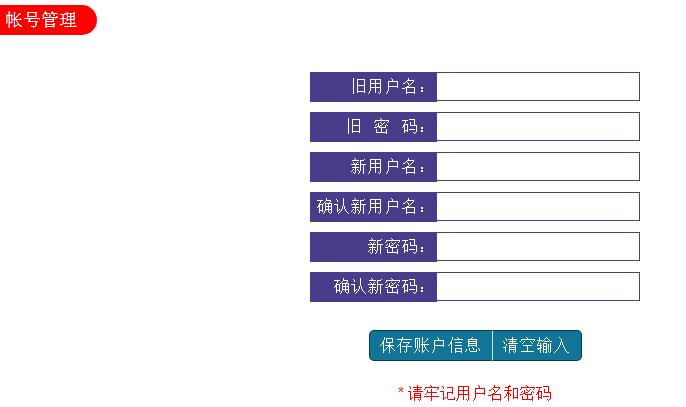 帐号管理
旧用户名：
旧 密 码：
新用户名：
确认新用户名：
新密码：
确认新密码：
保存账户信息 清空输入
* 请牢记用户名和密码